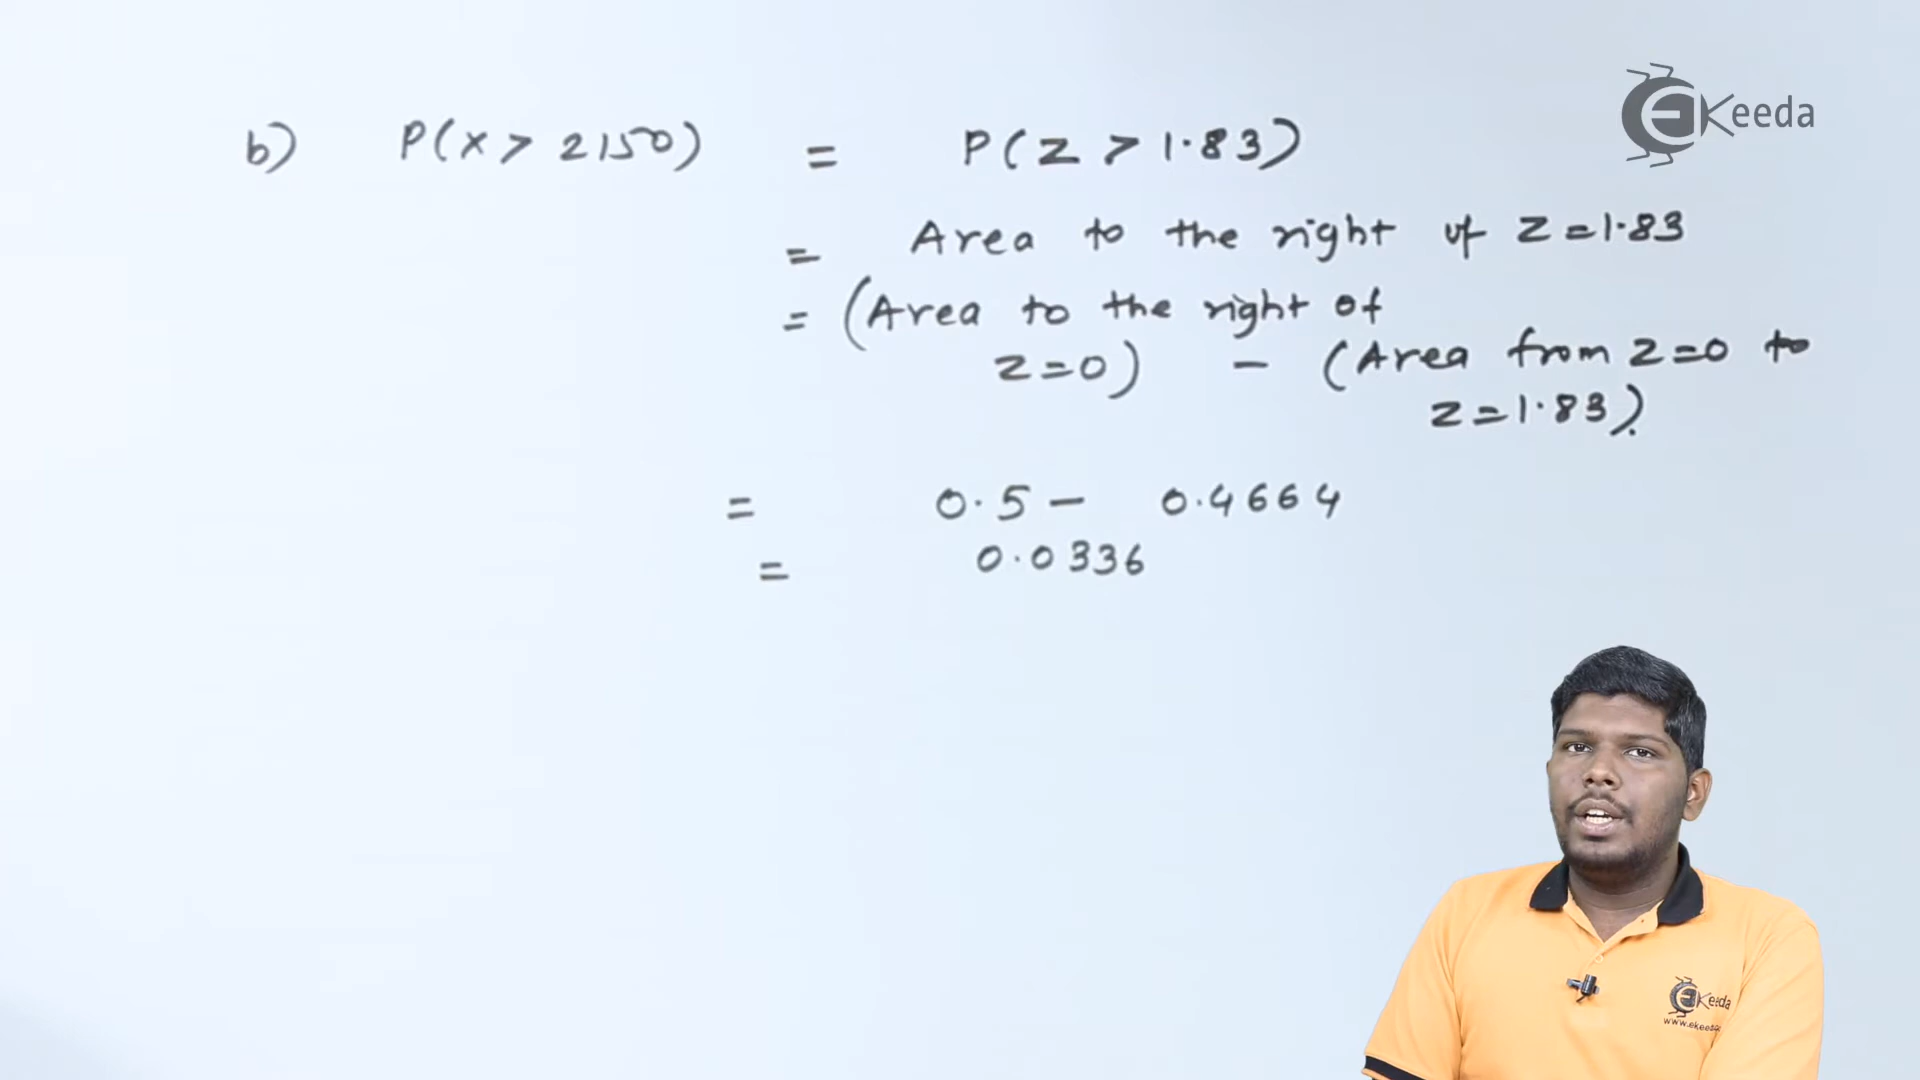 EKeeda
b) P(x > 2150) = P(z > 1.83)
= Area to the right of z=1.83
= (Area to the right of
z=0) - (Area from z=0 to
z=1.83).
= 0.5 - 0.4664
= 0.0336
EKeeda